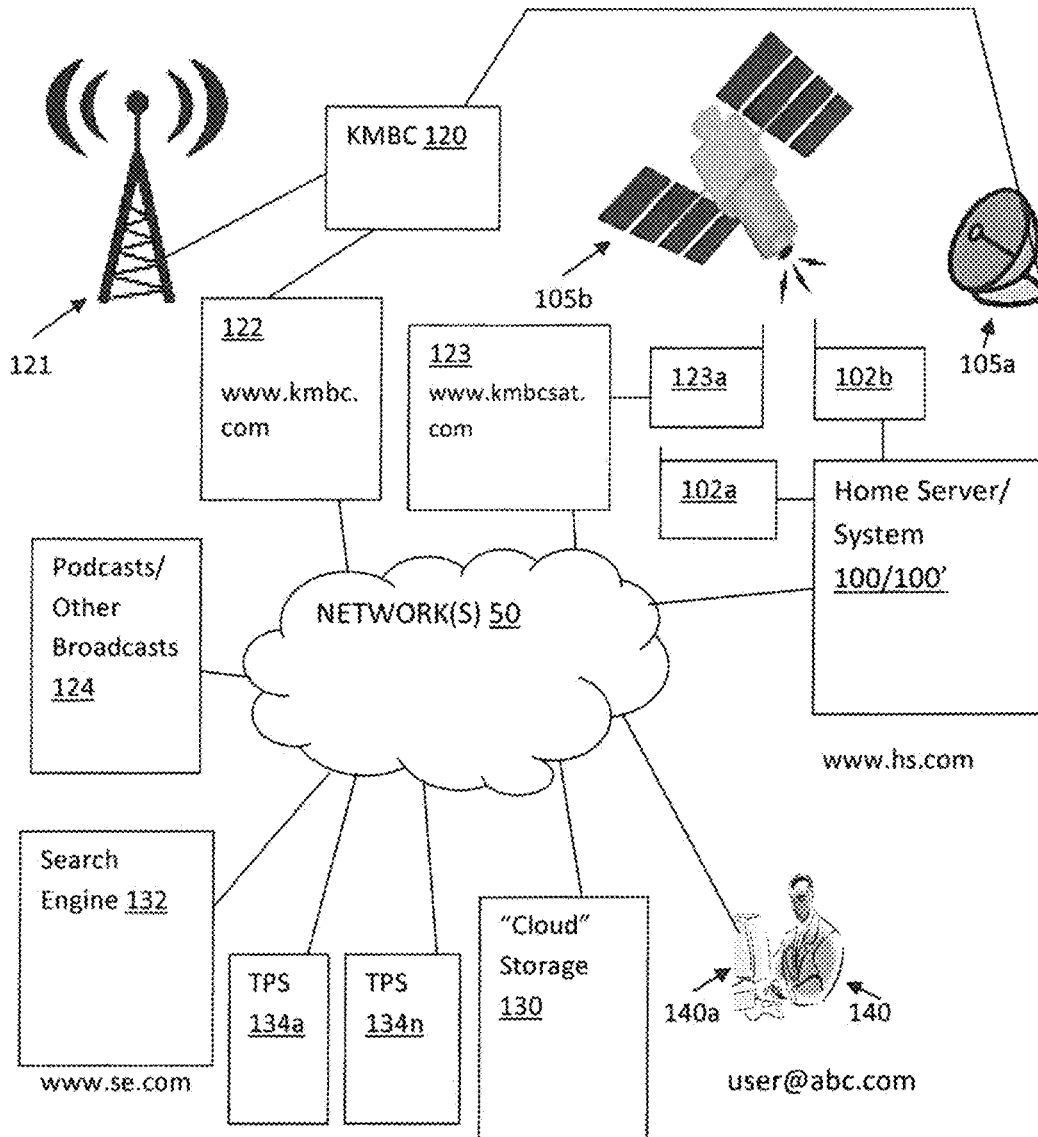 KMBC 120
121
105b
105a
122
www.kmbc.
com
123
www.kmbcsat.
com
123a
102b
102a
Home Server/
System
100/100'
www.hs.com
Podcasts/
Other
Broadcasts
124
NETWORK(S) 50
Search
Engine 132
www.se.com
TPS
134a
TPS
134n
"Cloud"
Storage
130
140a
140
user@abc.com